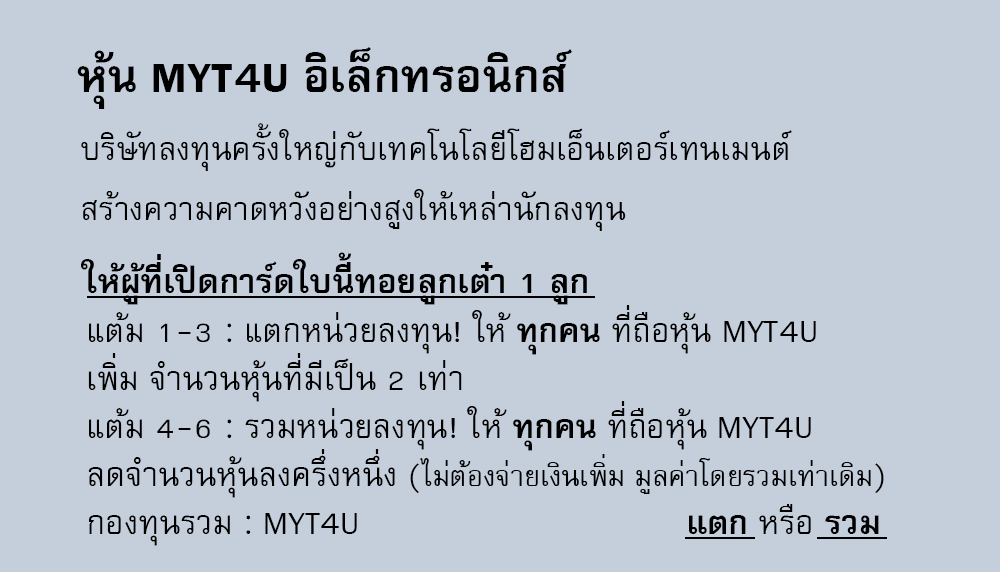 หุ้น MYT4U อิเล็กทรอนิกส์
บริษัทลงทุนครั้งใหญ่กับเทคโนโลยีโฮมเอ็นเตอร์เทนเมนต์
สร้างความคาดหวังอย่างสูงให้เหล่านักลงทุน
ให้ผู้ที่เปิดการ์ดใบนี้ทอยลูกเต๋า 1 ลูก
แต้ม 1-3 : แตกหน่วยลงทุน! ให้ ทุกคน ที่ถือหุ้น MYT4U
เพิ่ม จำนวนหุ้นที่มีเป็น 2 เท่า
แต้ม 4-6 : รวมหน่วยลงทุน! ให้ ทุกคน ที่ถือหุ้น MYT4U
ลดจำนวนหุ้นลงครึ่งหนึ่ง (ไม่ต้องจ่ายเงินเพิ่ม มูลค่าโดยรวมเท่าเดิม)
กองทุนรวม : MYT4U แตก หรือ รวม